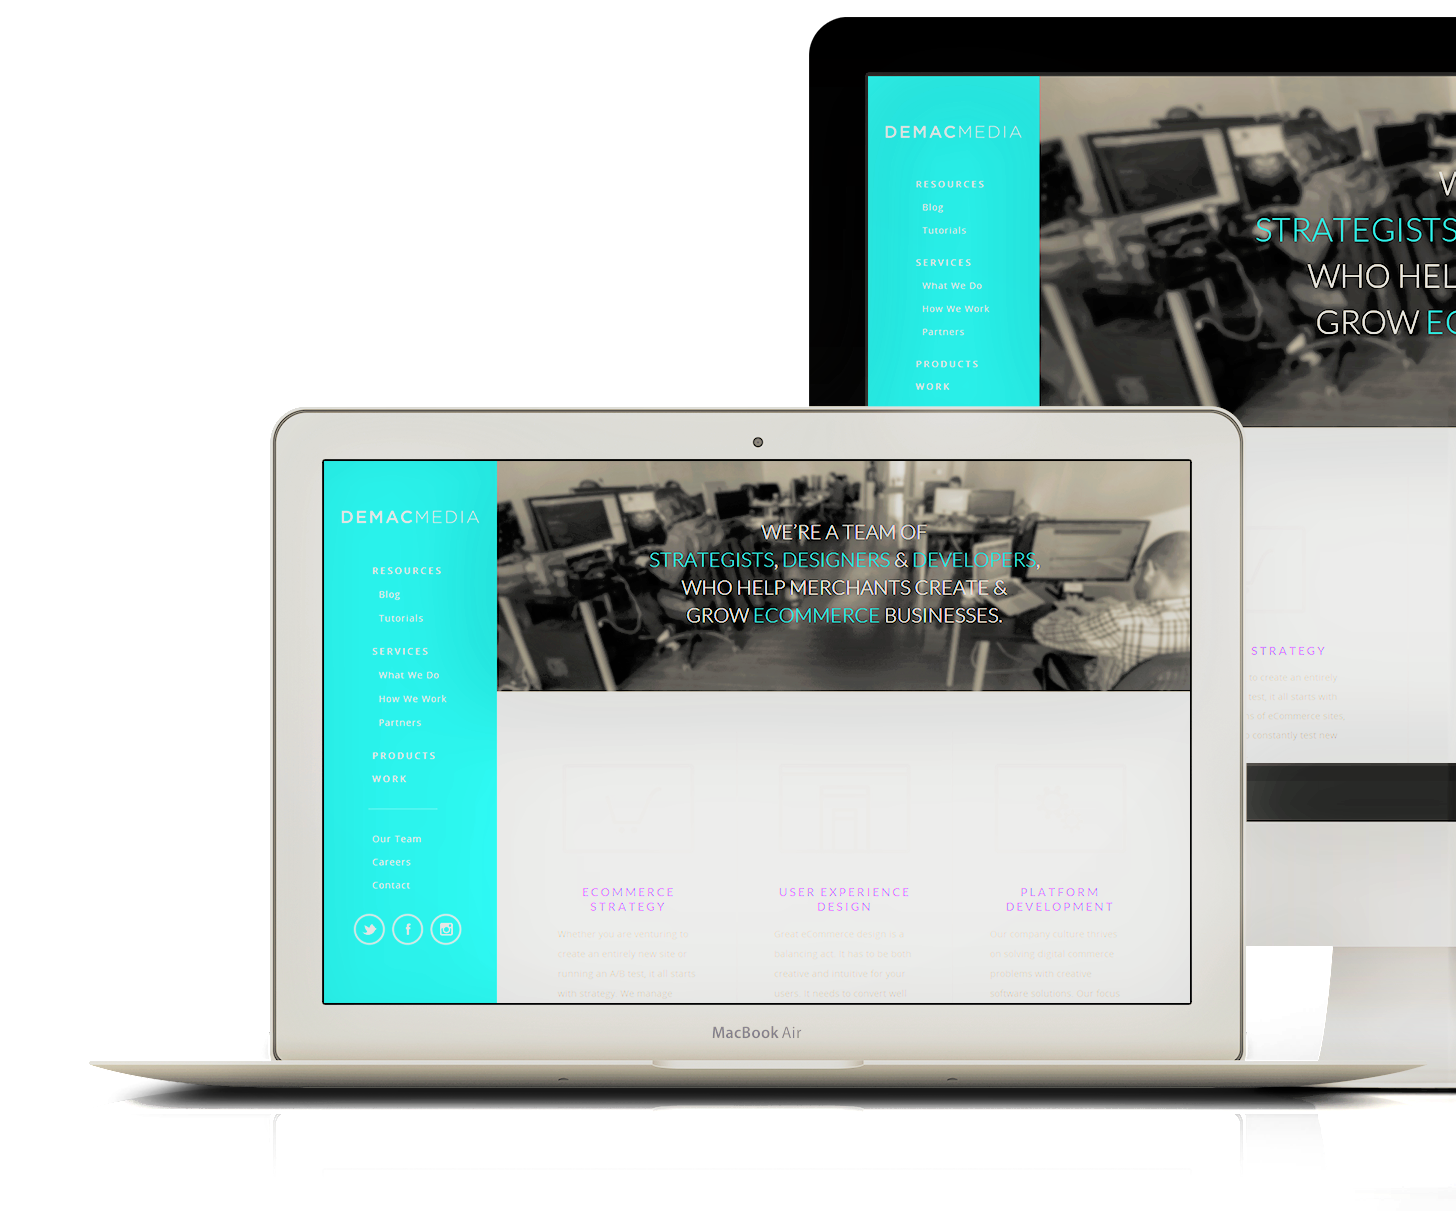 DEMACMEDIA
RESOURCES
Blog
Tutorials
SERVICES
What We Do
How We Work
Partners
PRODUCTS
WORK
STRATEGISTS
WHO HEL
GROW EC
STRATEGY
to create an entirely
test, it all starts with
of eCommerce sites,
constantly test new
DEMACMEDIA
RESOURCES
Blog
Tutorials
SERVICES
What We Do
How We Work
Partners
PRODUCTS
WORK
Our Team
Careers
Contact
WE'RE A TEAM OF
STRATEGISTS, DESIGNERS & DEVELOPERS,
WHO HELP MERCHANTS CREATE &
GROW ECOMMERCE BUSINESSES.
ECOMMERCE
STRATEGY
Whether you are venturing to
create an entirely new site or
running an A/B test, it all starts
with strategy. We manage
USER EXPERIENCE
DESIGN
Great eCommerce design is a
balancing act. It has to be both
creative and intuitive for your
users. It needs to convert well
PLATFORM
DEVELOPMENT
Our company culture thrives
on solving digital commerce
problems with creative
software solutions. Our focus
MacBook Air